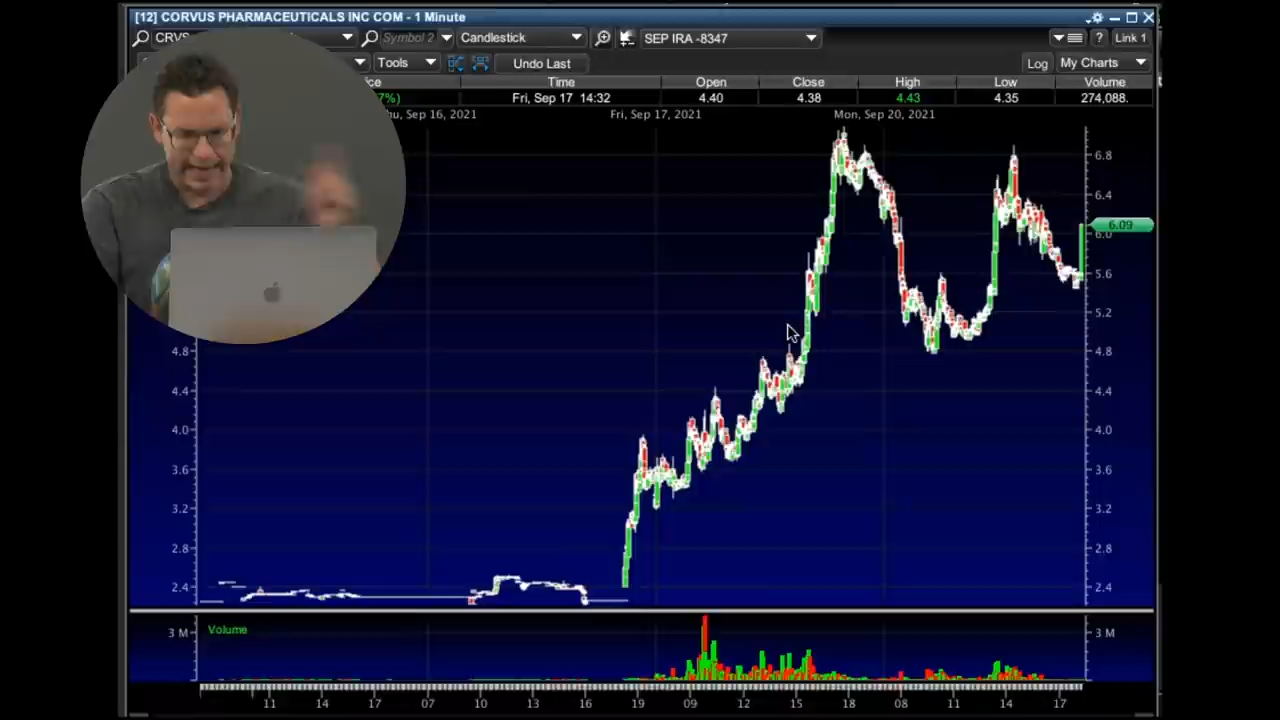 [12] CORVUS PHARMACEUTICALS INC COM - 1 Minute
CRVS Symbol 2 Candlestick SEP IRA -8347 ? Link 1
Tools Undo Last Log My Charts
Time Open Close High Low Volume
7%) Fri, Sep 17 14:32 4.40 4.38 4.43 4.35 274,088.
Sep 16, 2021 Fri, Sep 17, 2021 Mon, Sep 20, 2021
6.8
6.4
6.09
6.0
5.6
5.2
4.8 4.8
4.4 4.4
4.0 4.0
3.6 3.6
3.2 3.2
2.8 2.8
2.4 2.4
Volume
3 M 3 M
11 14 17 07 10 13 16 19 09 12 15 18 08 11 14 17